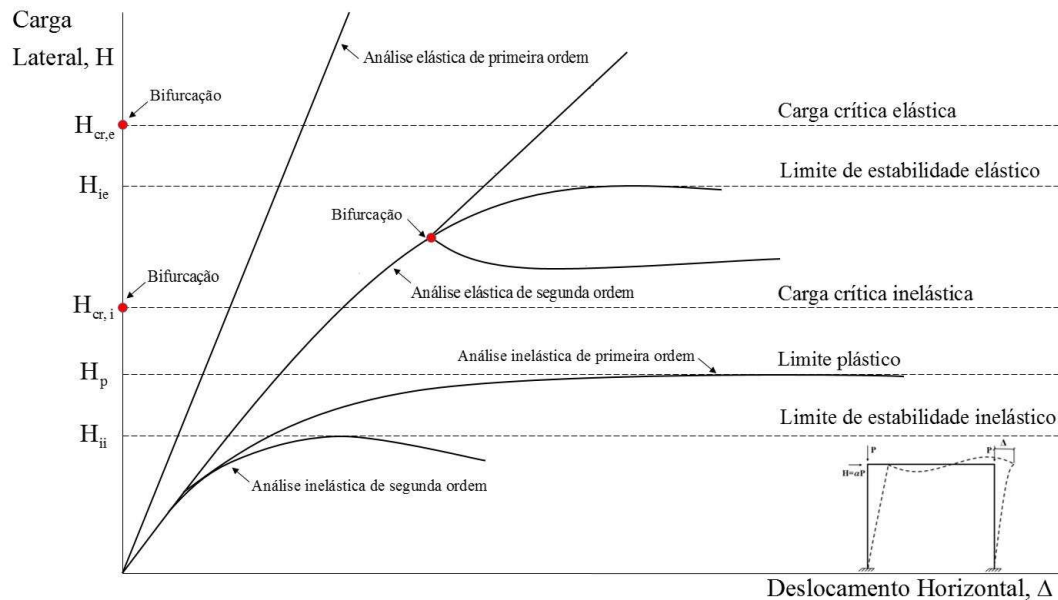 Carga
Lateral, H
Análise elástica de primeira ordem
Bifurcação
H cr,e
Carga crítica elástica
H ie
Limite de estabilidade elástico
Bifurcação
Bifurcação
Análise elástica de segunda ordem
H cr, i
Carga crítica inelástica
Análise inelástica de primeira ordem
Limite plástico
H p
Limite de estabilidade inelástico
H ii
Análise inelástica de segunda ordem
P
P
Δ
H=αP
Deslocamento Horizontal, Δ